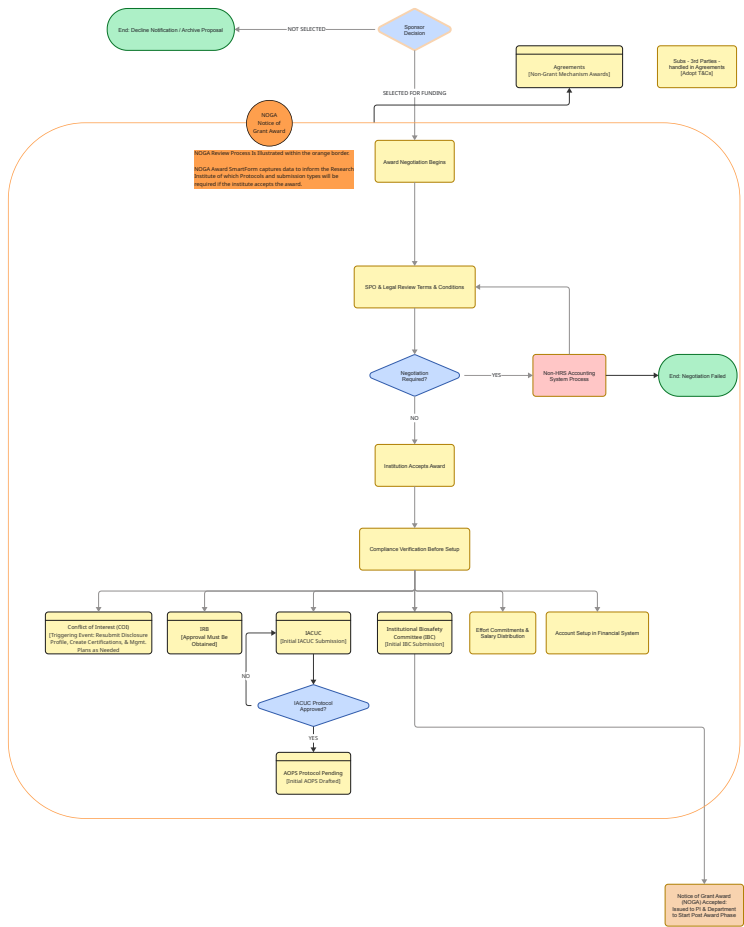 End: Decline Notification / Archive Proposal
NOT SELECTED
Sponsor
Decision
Agreements
[Non-Grant Mechanism Awards]
Subs - 3rd Parties -
handled in Agreements
[Adopt T&Cs]
SELECTED FOR FUNDING
NOGA
Notice of
Grant Award
NOGA Review Process is illustrated within the orange border.
NOGA Award SmartForm captures data to inform the Research
Institute of which Protocols and submission types will be
required if the institute accepts the award.
Award Negotiation Begins
SPO & Legal Review Terms & Conditions
Negotiation
Required?
YES
Non-HRS Accounting
System Process
End: Negotiation Failed
NO
Institution Accepts Award
Compliance Verification Before Setup
Conflict of Interest (COI)
[Triggering Event: Resubmit Disclosure
Profile, Create Certifications, & Mgmt.
Plans as Needed
IRB
[Approval Must Be
Obtained]
IACUC
[Initial IACUC Submission]
Institutional Biosafety
Committee (IBC)
[Initial IBC Submission]
Effort Commitments &
Salary Distribution
Account Setup in Financial System
NO
IACUC Protocol
Approved?
YES
AOPS Protocol Pending
[Initial AOPS Drafted]
Notice of Grant Award
(NOGA) Accepted:
Issued to PI & Department
to Start Post Award Phase